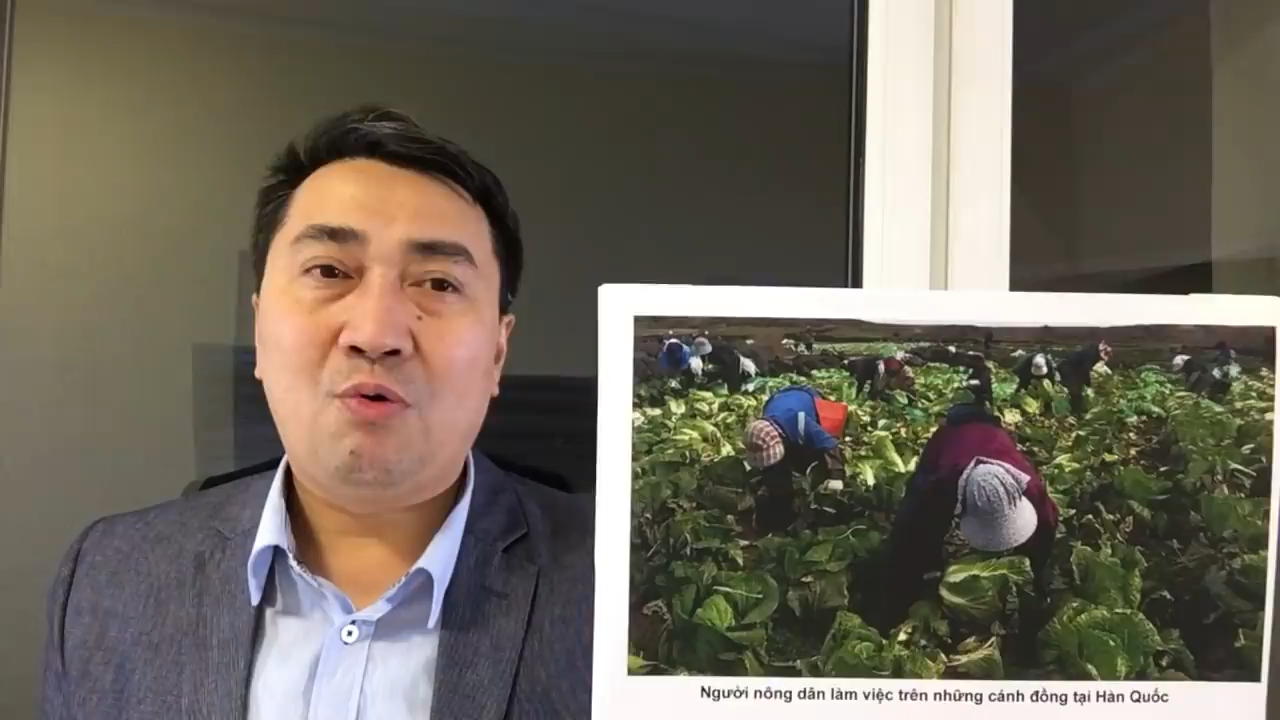 Người nông dân làm việc trên những cánh đồng tại Hàn Quốc